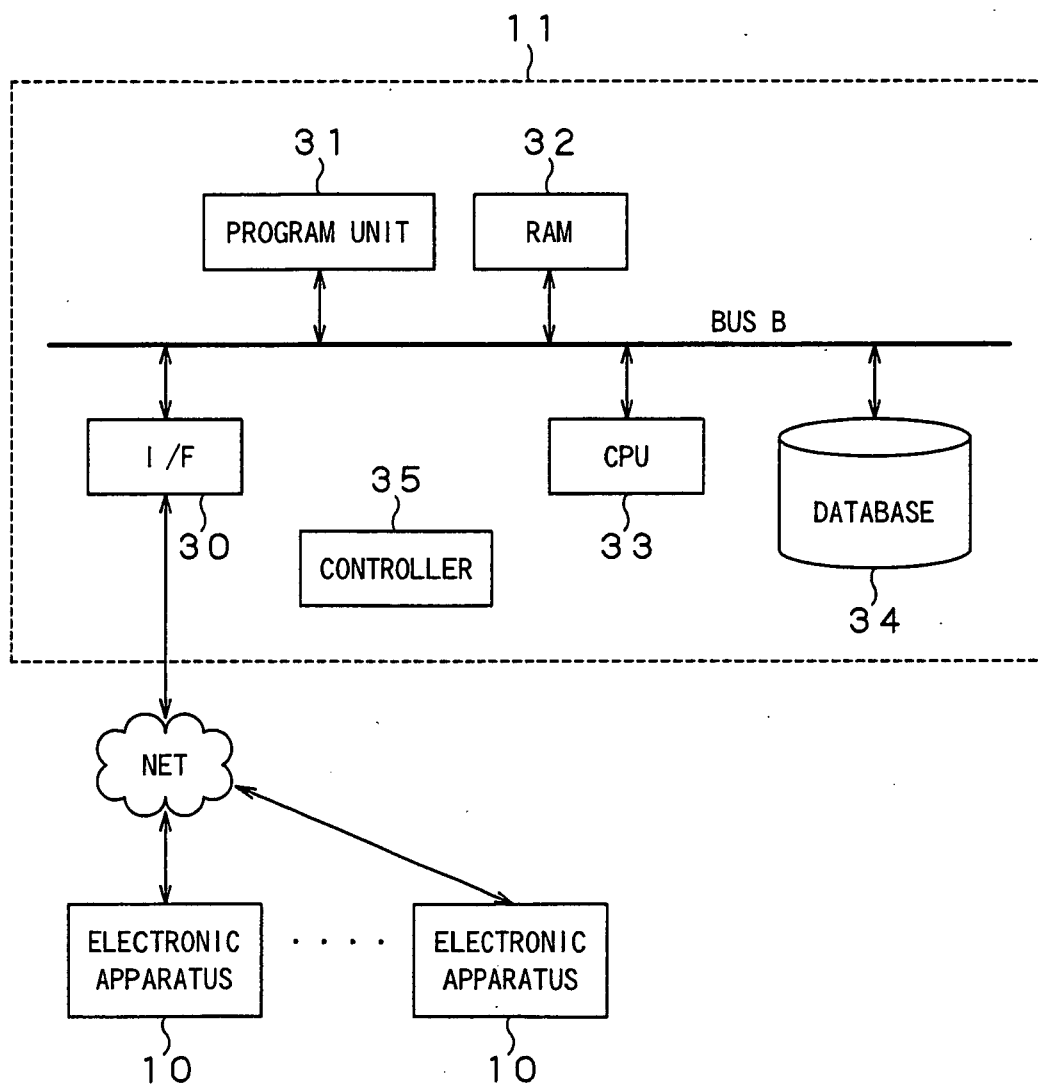 11
31
32
PROGRAM UNIT
RAM
BUS B
I/F
CPU
DATABASE
35
30
33
CONTROLLER
34
NET
ELECTRONIC
APPARATUS
. . . .
ELECTRONIC
APPARATUS
10
10